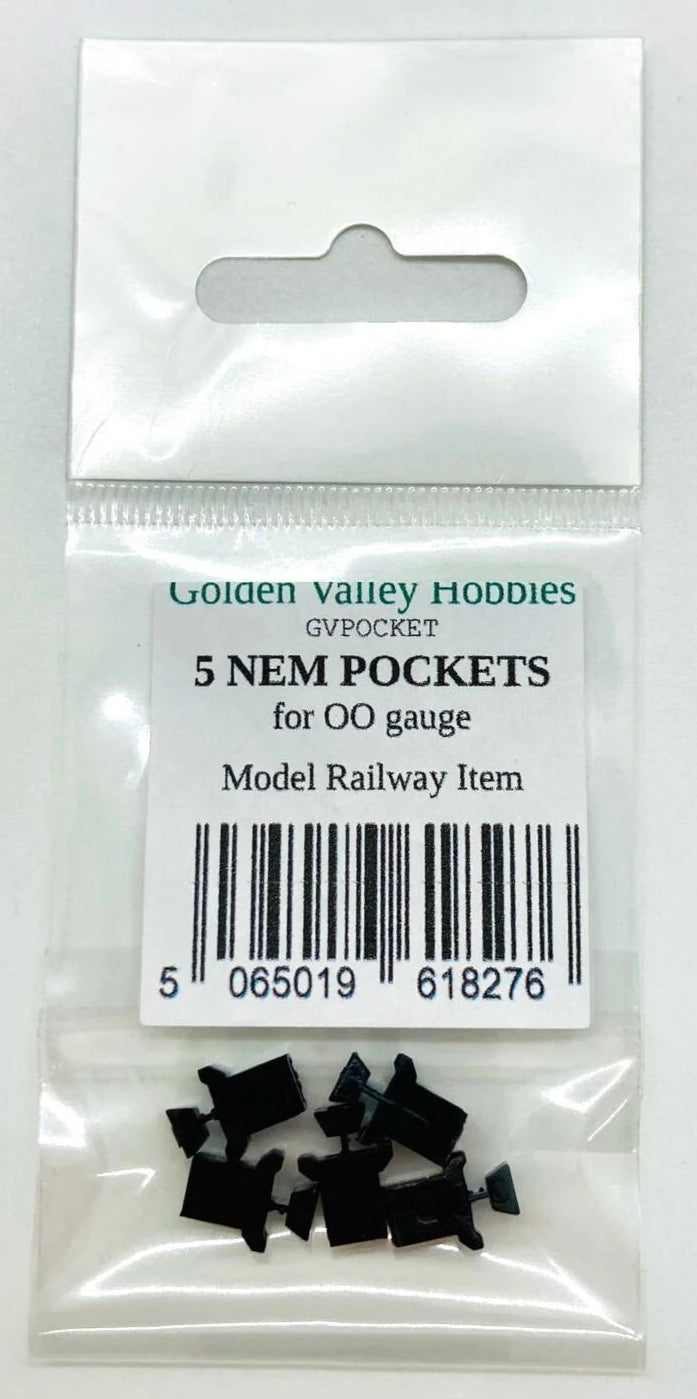 Golden Valley Hobbies
GVPOCKET
5 NEM POCKETS
for OO gauge
Model Railway Item
5 065019 618276